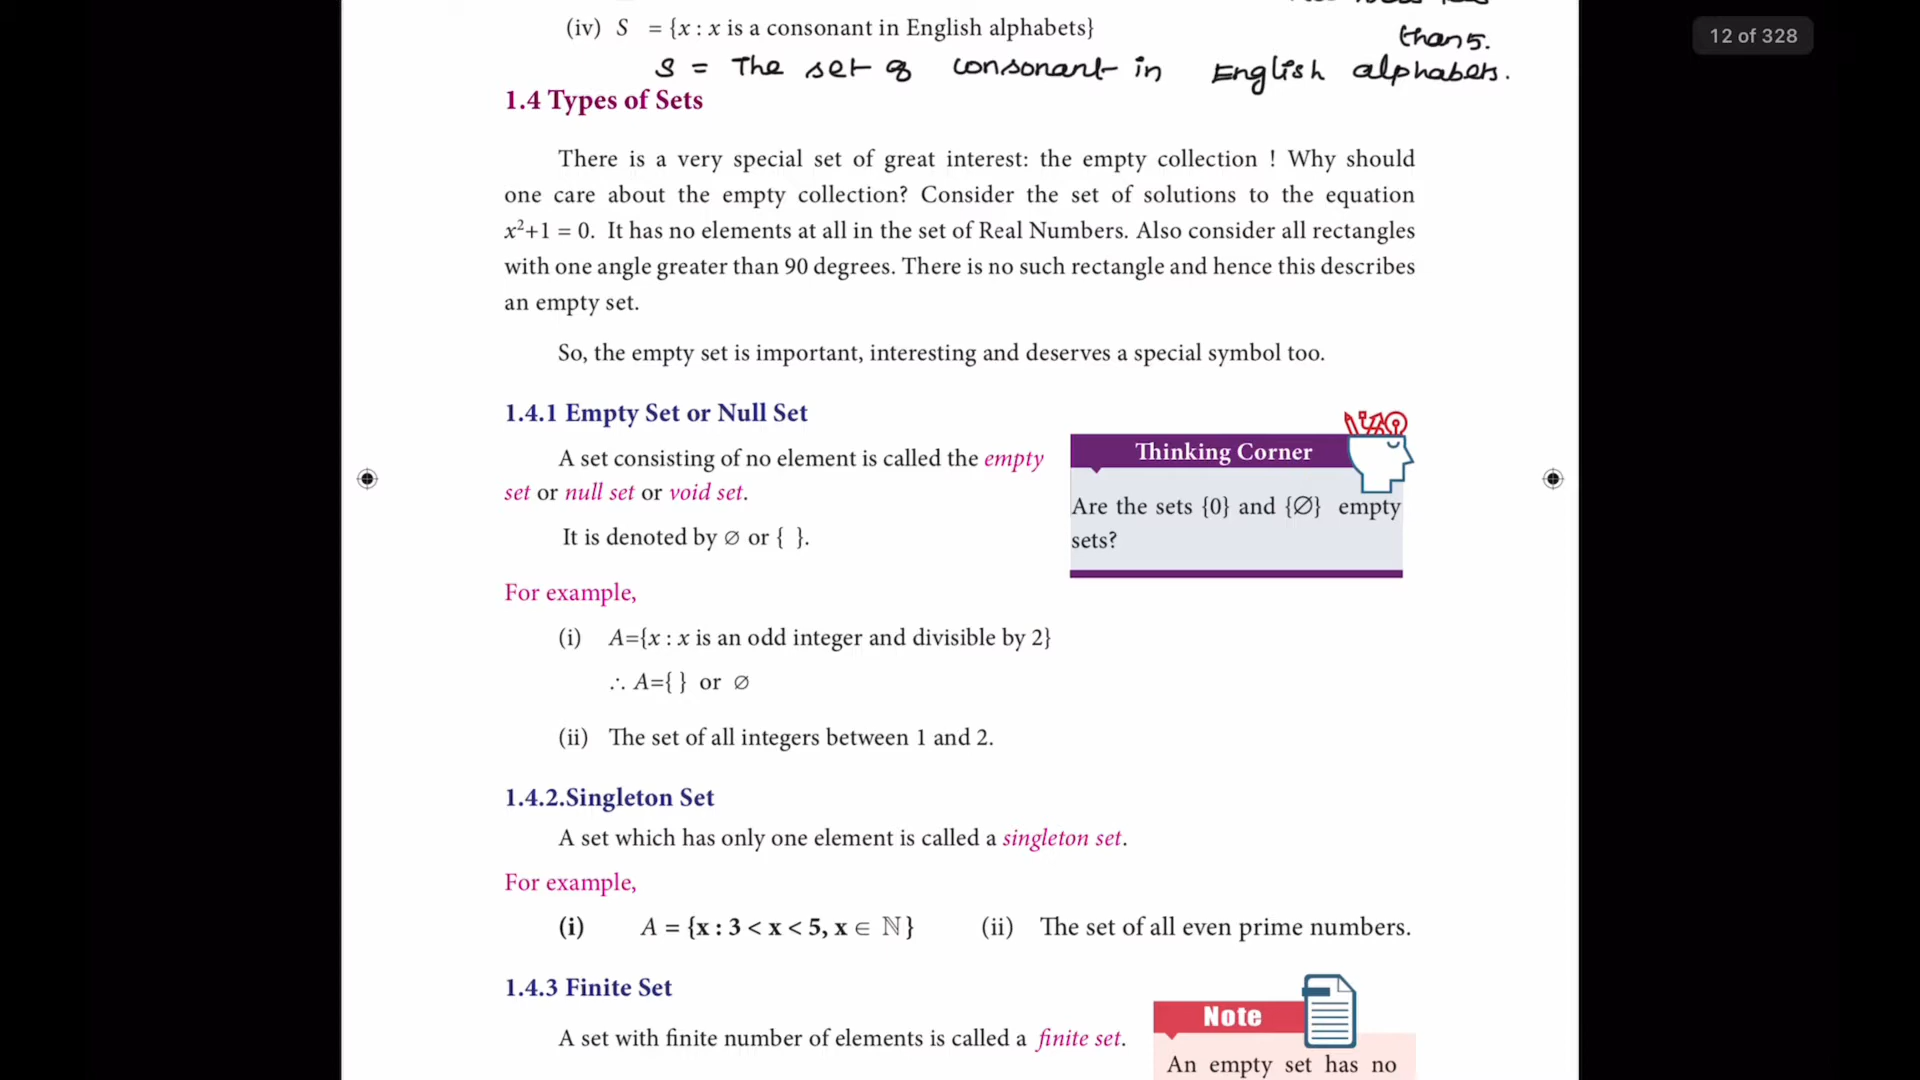 12 of 328
(iv) S = {x : x is a consonant in English alphabets}
than 5.
S = The set of consonant in English alphabets.
1.4 Types of Sets
There is a very special set of great interest: the empty collection ! Why should
one care about the empty collection? Consider the set of solutions to the equation
x²+1 = 0. It has no elements at all in the set of Real Numbers. Also consider all rectangles
with one angle greater than 90 degrees. There is no such rectangle and hence this describes
an empty set.
So, the empty set is important, interesting and deserves a special symbol too.
1.4.1 Empty Set or Null Set
A set consisting of no element is called the empty
set or null set or void set.
It is denoted by ∅ or { }.
Thinking Corner
Are the sets {0} and {∅} empty
sets?
For example,
(i) A={x : x is an odd integer and divisible by 2}
∴ A={ } or ∅
(ii) The set of all integers between 1 and 2.
1.4.2.Singleton Set
A set which has only one element is called a singleton set.
For example,
(i) A = {x : 3 < x < 5, x ∈ ℕ} (ii) The set of all even prime numbers.
1.4.3 Finite Set
A set with finite number of elements is called a finite set.
Note
An empty set has no